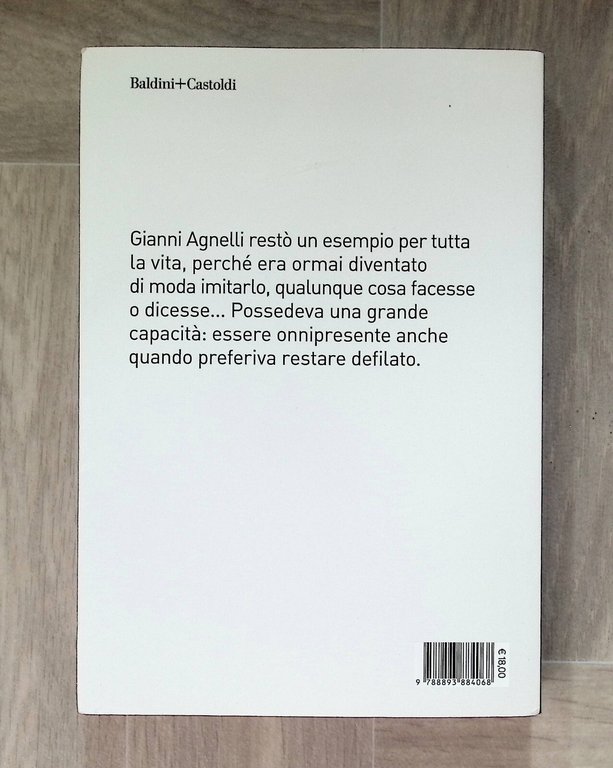 Baldini+Castoldi
Gianni Agnelli restò un esempio per tutta
la vita, perché era ormai diventato
di moda imitarlo, qualunque cosa facesse
o dicesse... Possedeva una grande
capacità: essere onnipresente anche
quando preferiva restare defilato.
€ 18,00
9 788893 884068